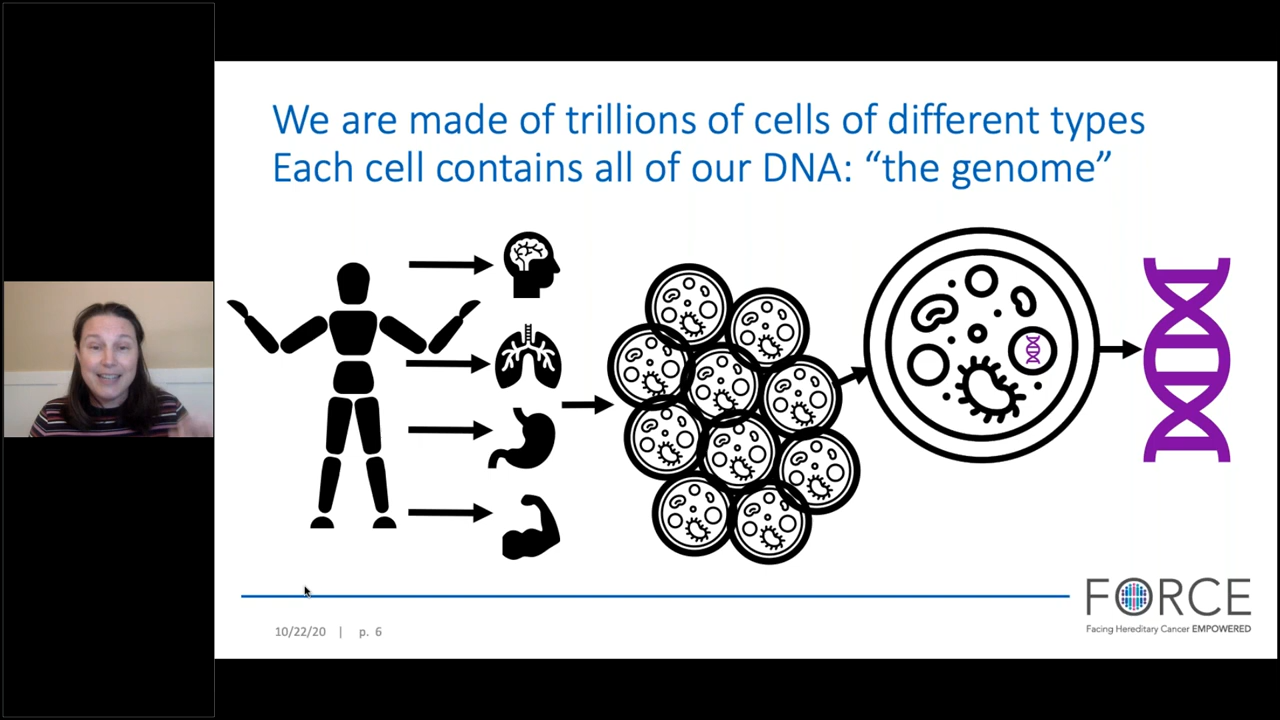 We are made of trillions of cells of different types
Each cell contains all of our DNA: “the genome”
10/22/20 | p. 6
FORCE
Facing Hereditary Cancer EMPOWERED